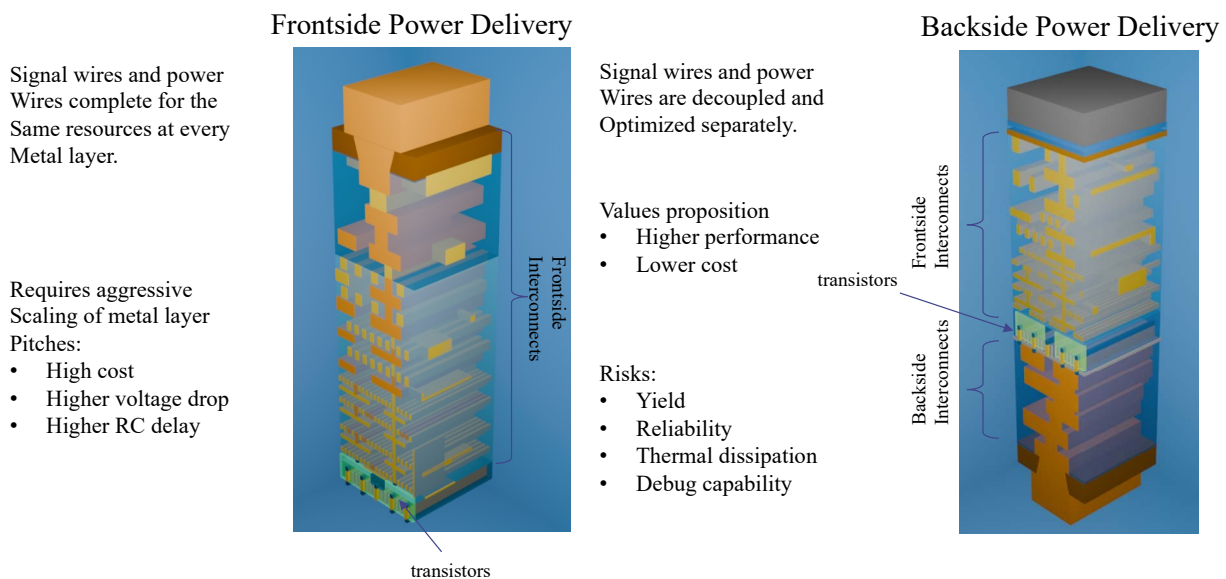 Frontside Power Delivery
Signal wires and power
Wires complete for the
Same resources at every
Metal layer.
Requires aggressive
Scaling of metal layer
Pitches:
• High cost
• Higher voltage drop
• Higher RC delay
Frontside
Interconnects
transistors
Backside Power Delivery
Signal wires and power
Wires are decoupled and
Optimized separately.
Values proposition
• Higher performance
• Lower cost
Risks:
• Yield
• Reliability
• Thermal dissipation
• Debug capability
transistors
Frontside
Interconnects
Backside
Interconnects